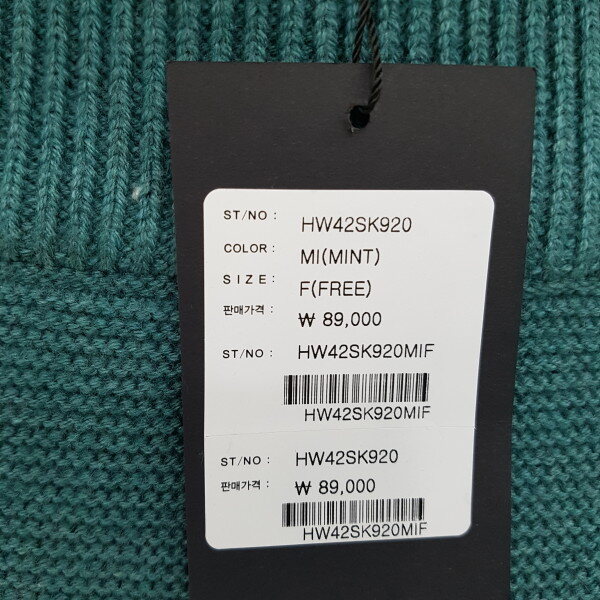 ST/NO : HW42SK920
COLOR: MI(MINT)
SIZE: F(FREE)
판매가격: ₩ 89,000
ST/NO: HW42SK920MIF
HW42SK920MIF
ST/NO: HW42SK920
판매가격: ₩ 89,000
HW42SK920MIF